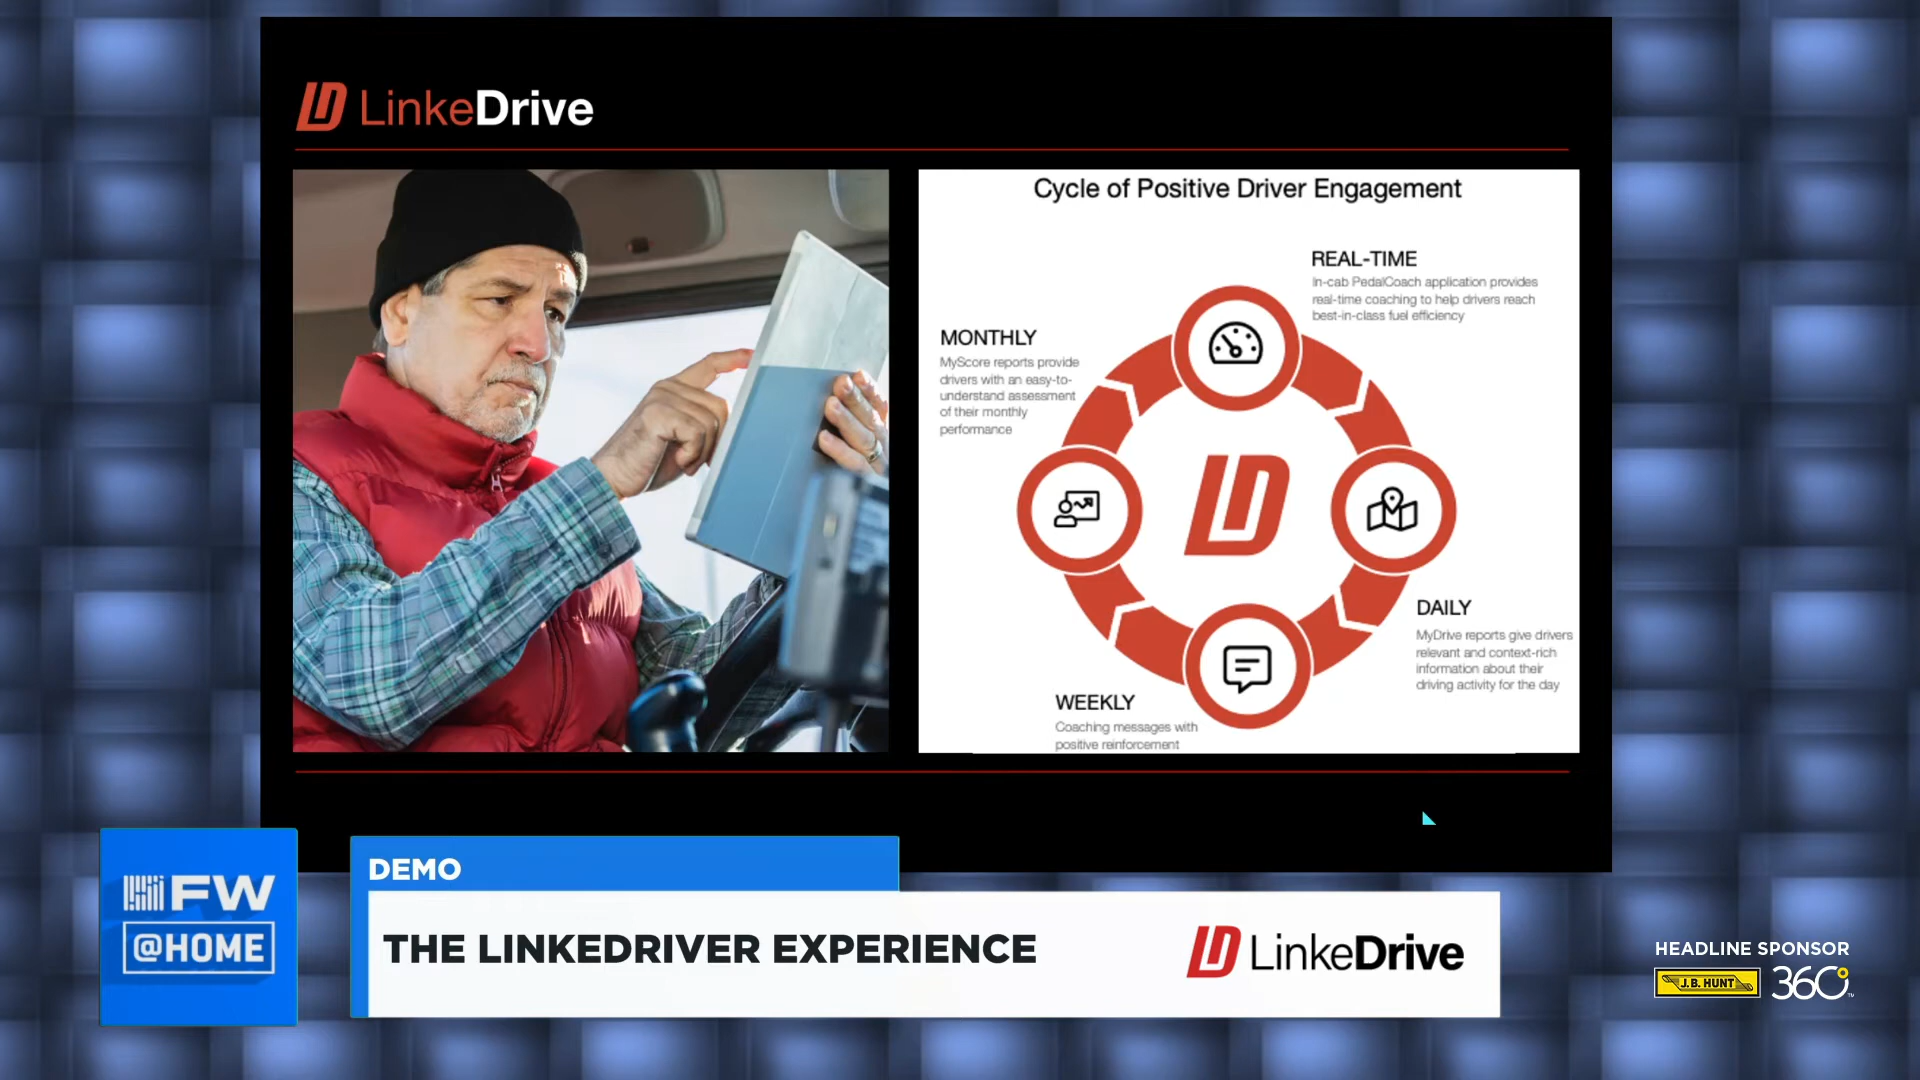 LD LinkeDrive
Cycle of Positive Driver Engagement
REAL-TIME
In-cab PedalCoach application provides
real-time coaching to help drivers reach
best-in-class fuel efficiency
MONTHLY
MyScore reports provide
drivers with an easy-to-
understand assessment
of their monthly
performance
LD
DAILY
MyDrive reports give drivers
relevant and context-rich
information about their
driving activity for the day
WEEKLY
Coaching messages with
positive reinforcement
FW
@HOME
DEMO
THE LINKEDRIVER EXPERIENCE
LD LinkeDrive
HEADLINE SPONSOR
J.B. HUNT 360°